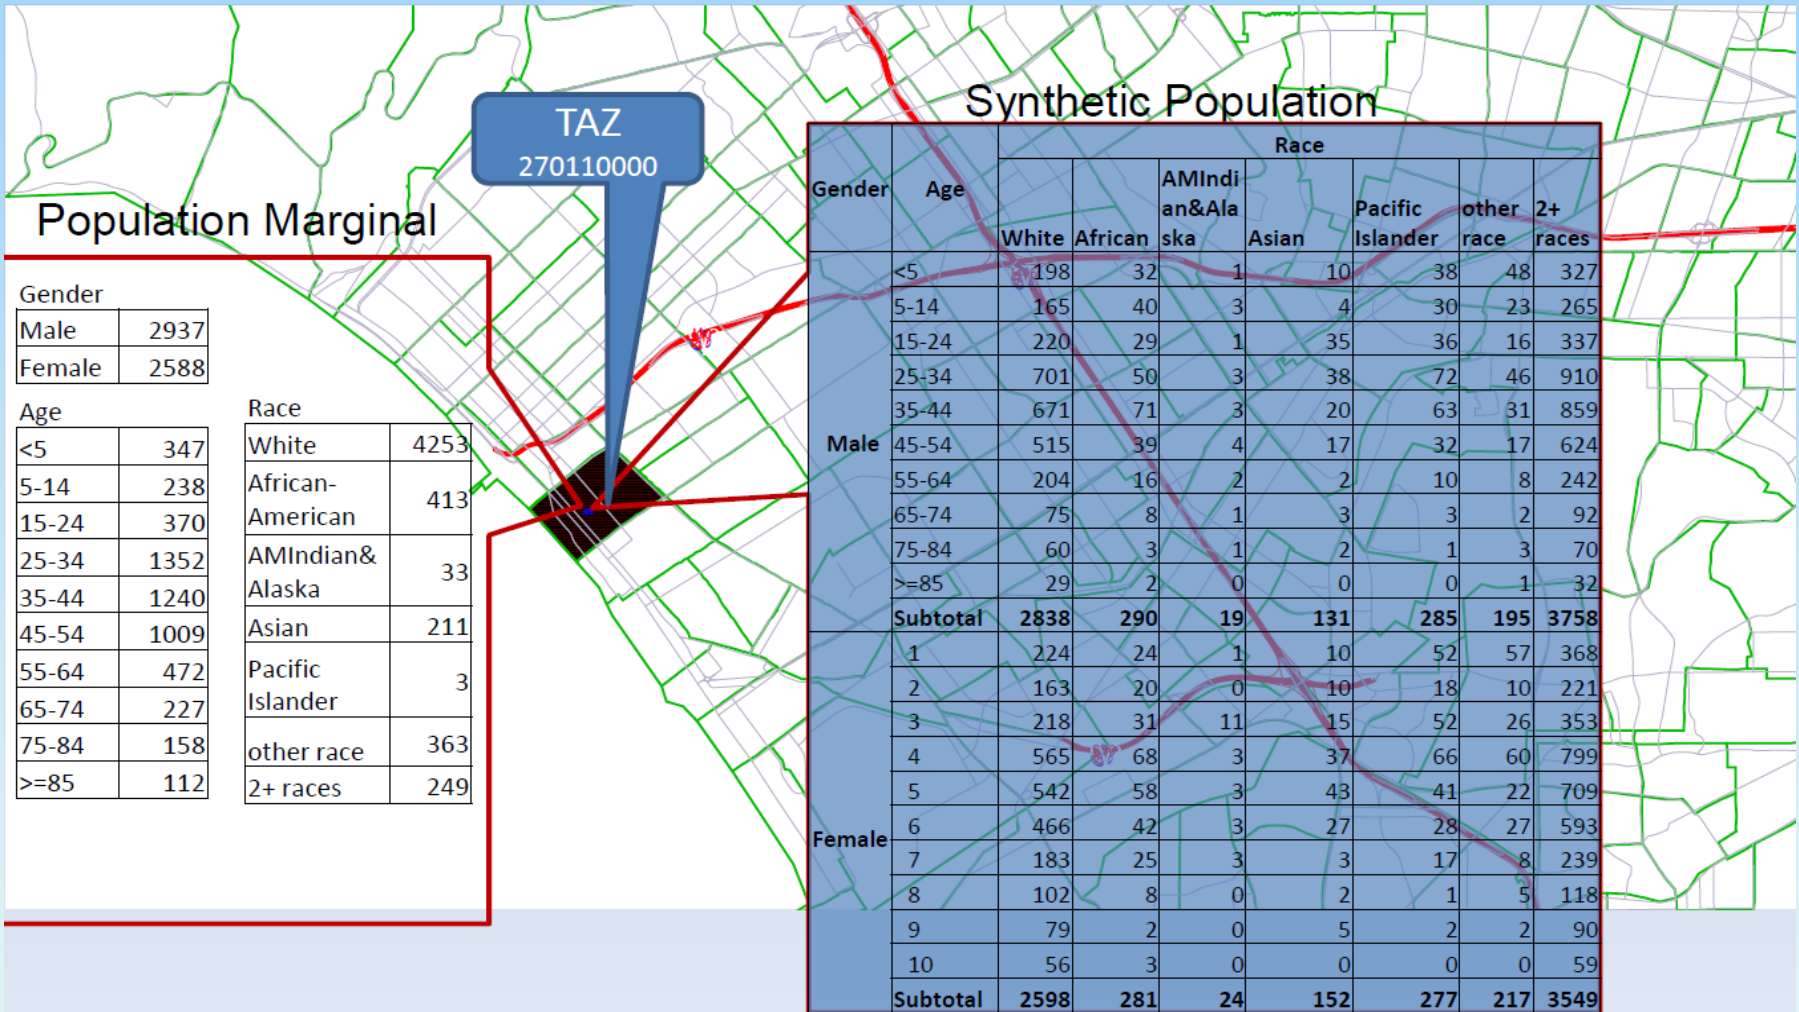 TAZ
270110000
Population Marginal
Gender
Male 2937
Female 2588
Age
<5 347
5-14 238
15-24 370
25-34 1352
35-44 1240
45-54 1009
55-64 472
65-74 227
75-84 158
>=85 112
Race
White 4253
African-
American 413
AMIndian&
Alaska 33
Asian 211
Pacific
Islander 3
other race 363
2+ races 249
Synthetic Population
Race
Gender Age White African AMIndi
an&Ala
ska Asian Pacific
Islander other
race 2+
races
Male
<5 198 32 1 10 38 48 327
5-14 165 40 3 4 30 23 265
15-24 220 29 1 35 36 16 337
25-34 701 50 3 38 72 46 910
35-44 671 71 3 20 63 31 859
45-54 515 39 4 17 32 17 624
55-64 204 16 2 2 10 8 242
65-74 75 8 1 3 3 2 92
75-84 60 3 1 2 1 3 70
>=85 29 2 0 0 0 1 32
Subtotal 2838 290 19 131 285 195 3758
Female
1 224 24 1 10 52 57 368
2 163 20 0 10 18 10 221
3 218 31 11 15 52 26 353
4 565 68 3 37 66 60 799
5 542 58 3 43 41 22 709
6 466 42 3 27 28 27 593
7 183 25 3 3 17 8 239
8 102 8 0 2 1 5 118
9 79 2 0 5 2 2 90
10 56 3 0 0 0 0 59
Subtotal 2598 281 24 152 277 217 3549